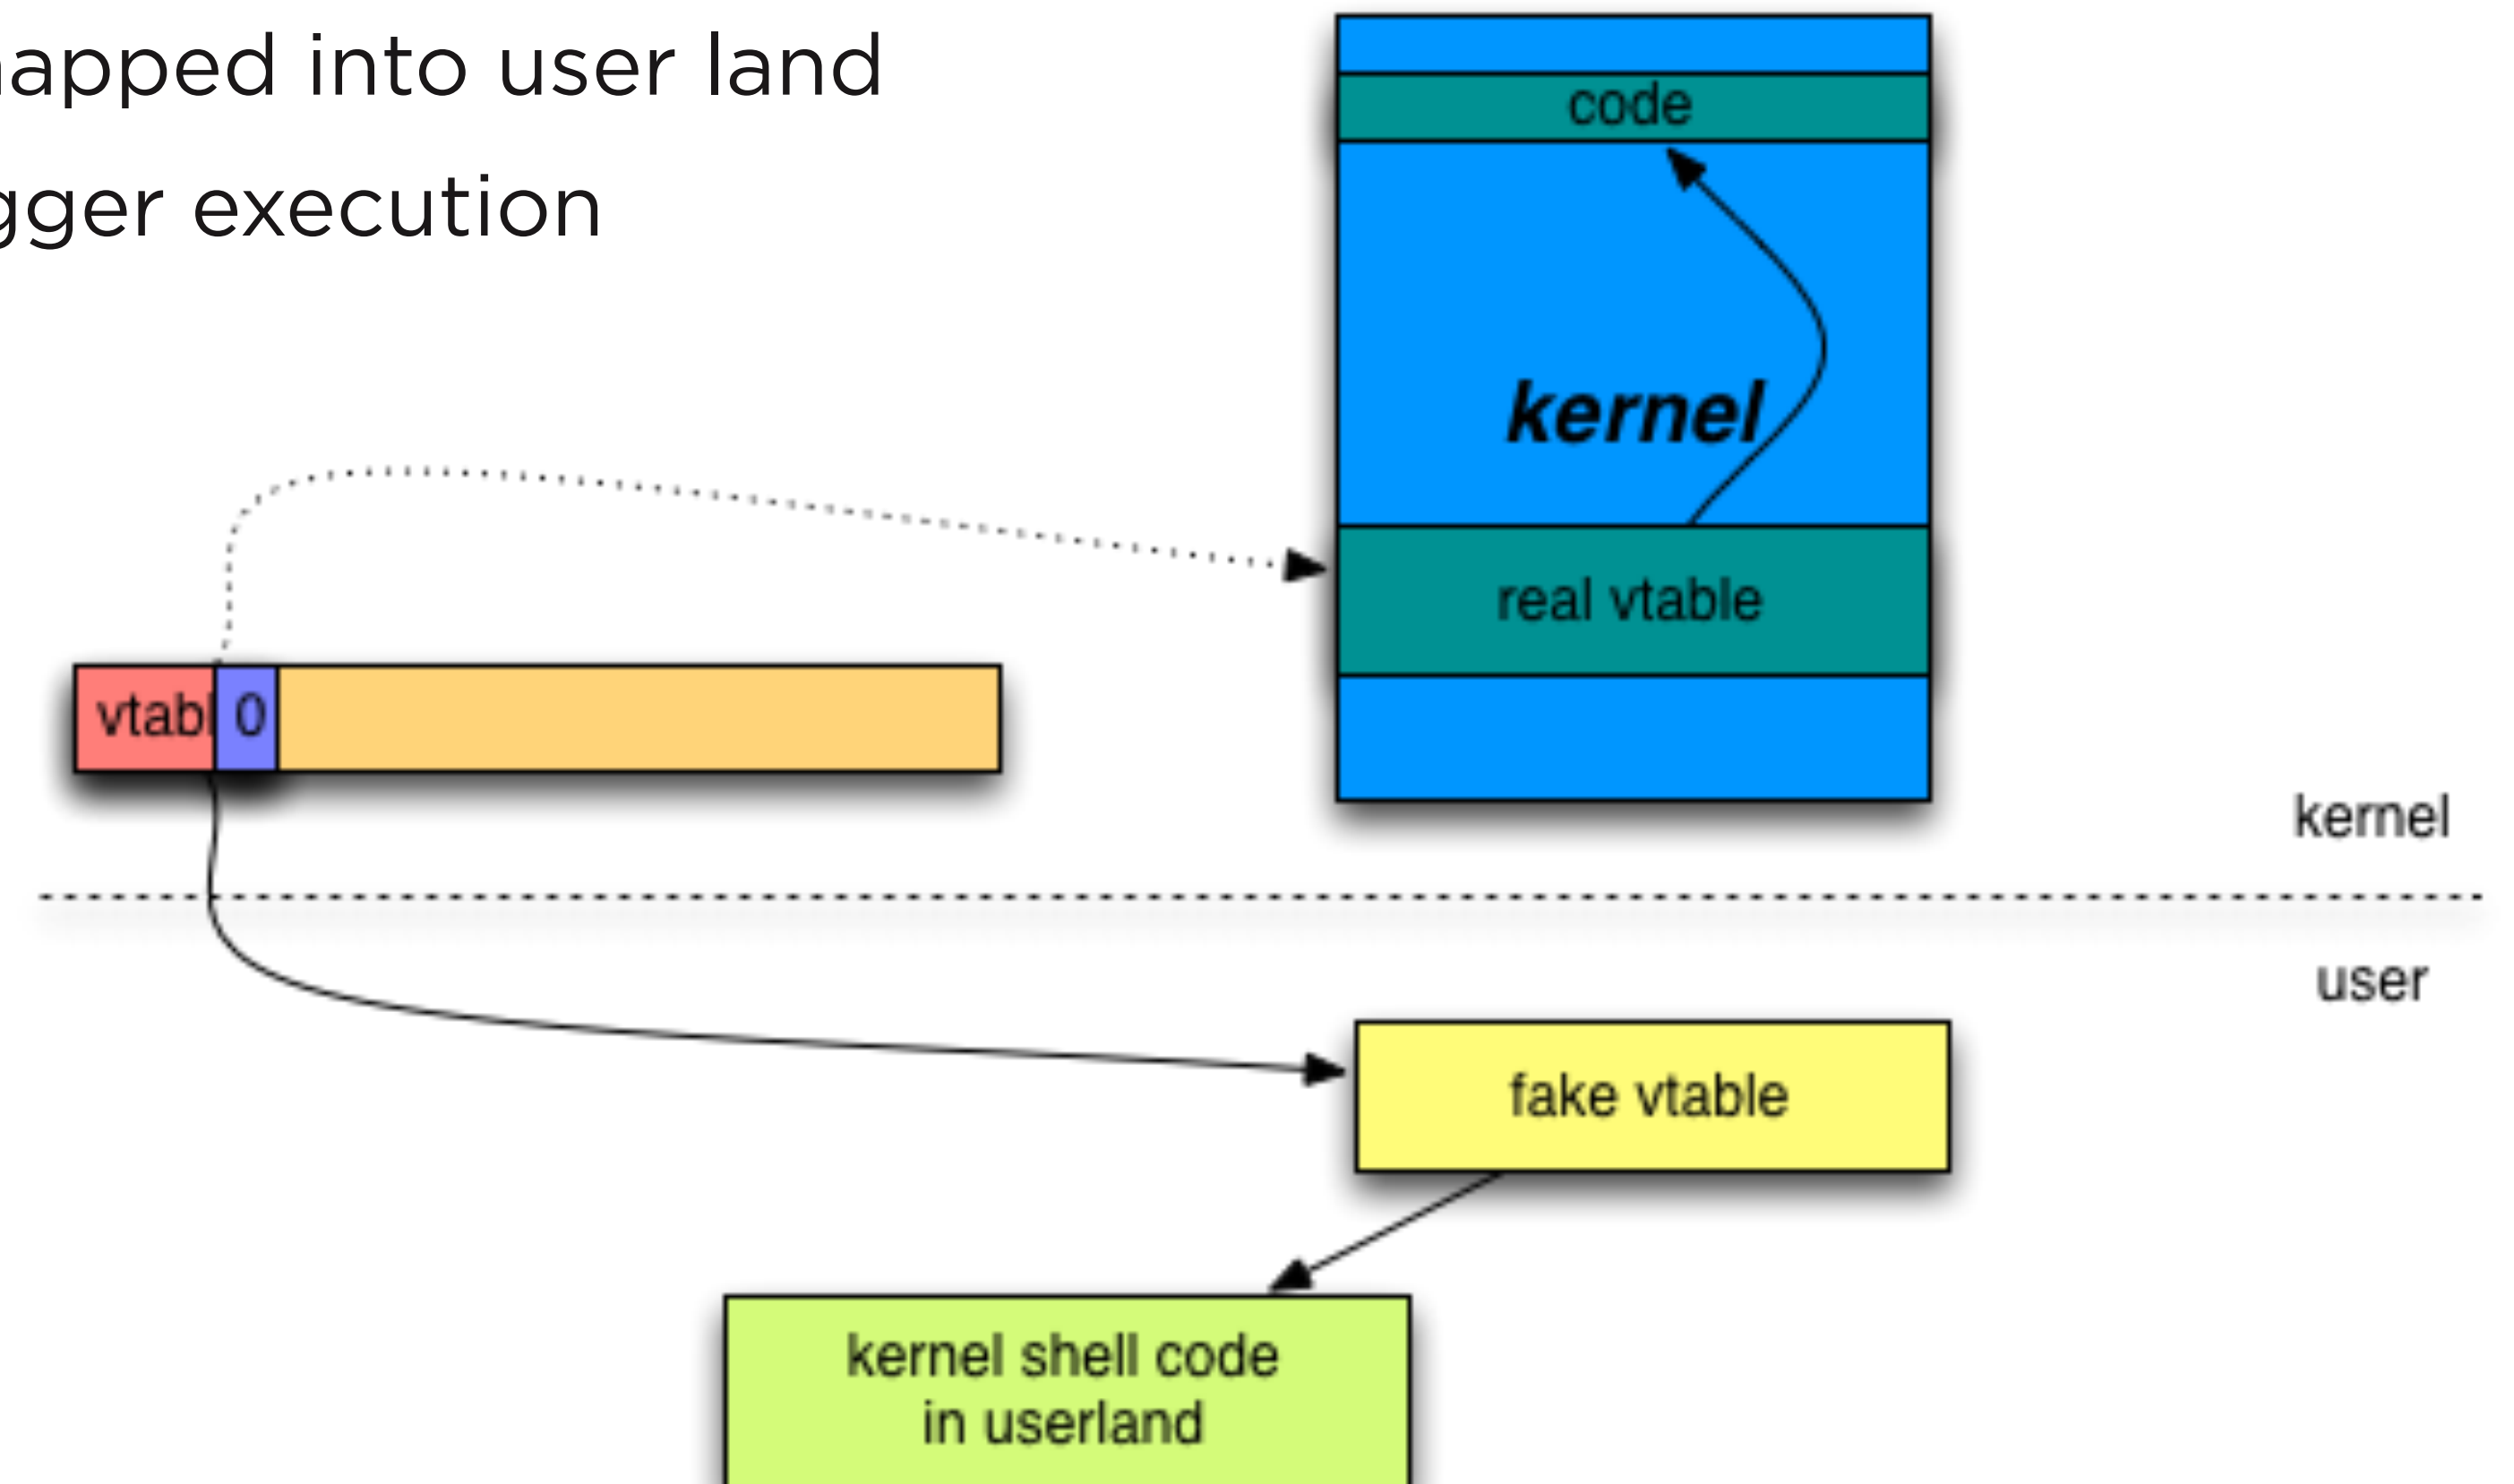 apped into user land
gger execution
code
kernel
real vtable
vtabl 0
kernel
user
fake vtable
kernel shell code
in userland